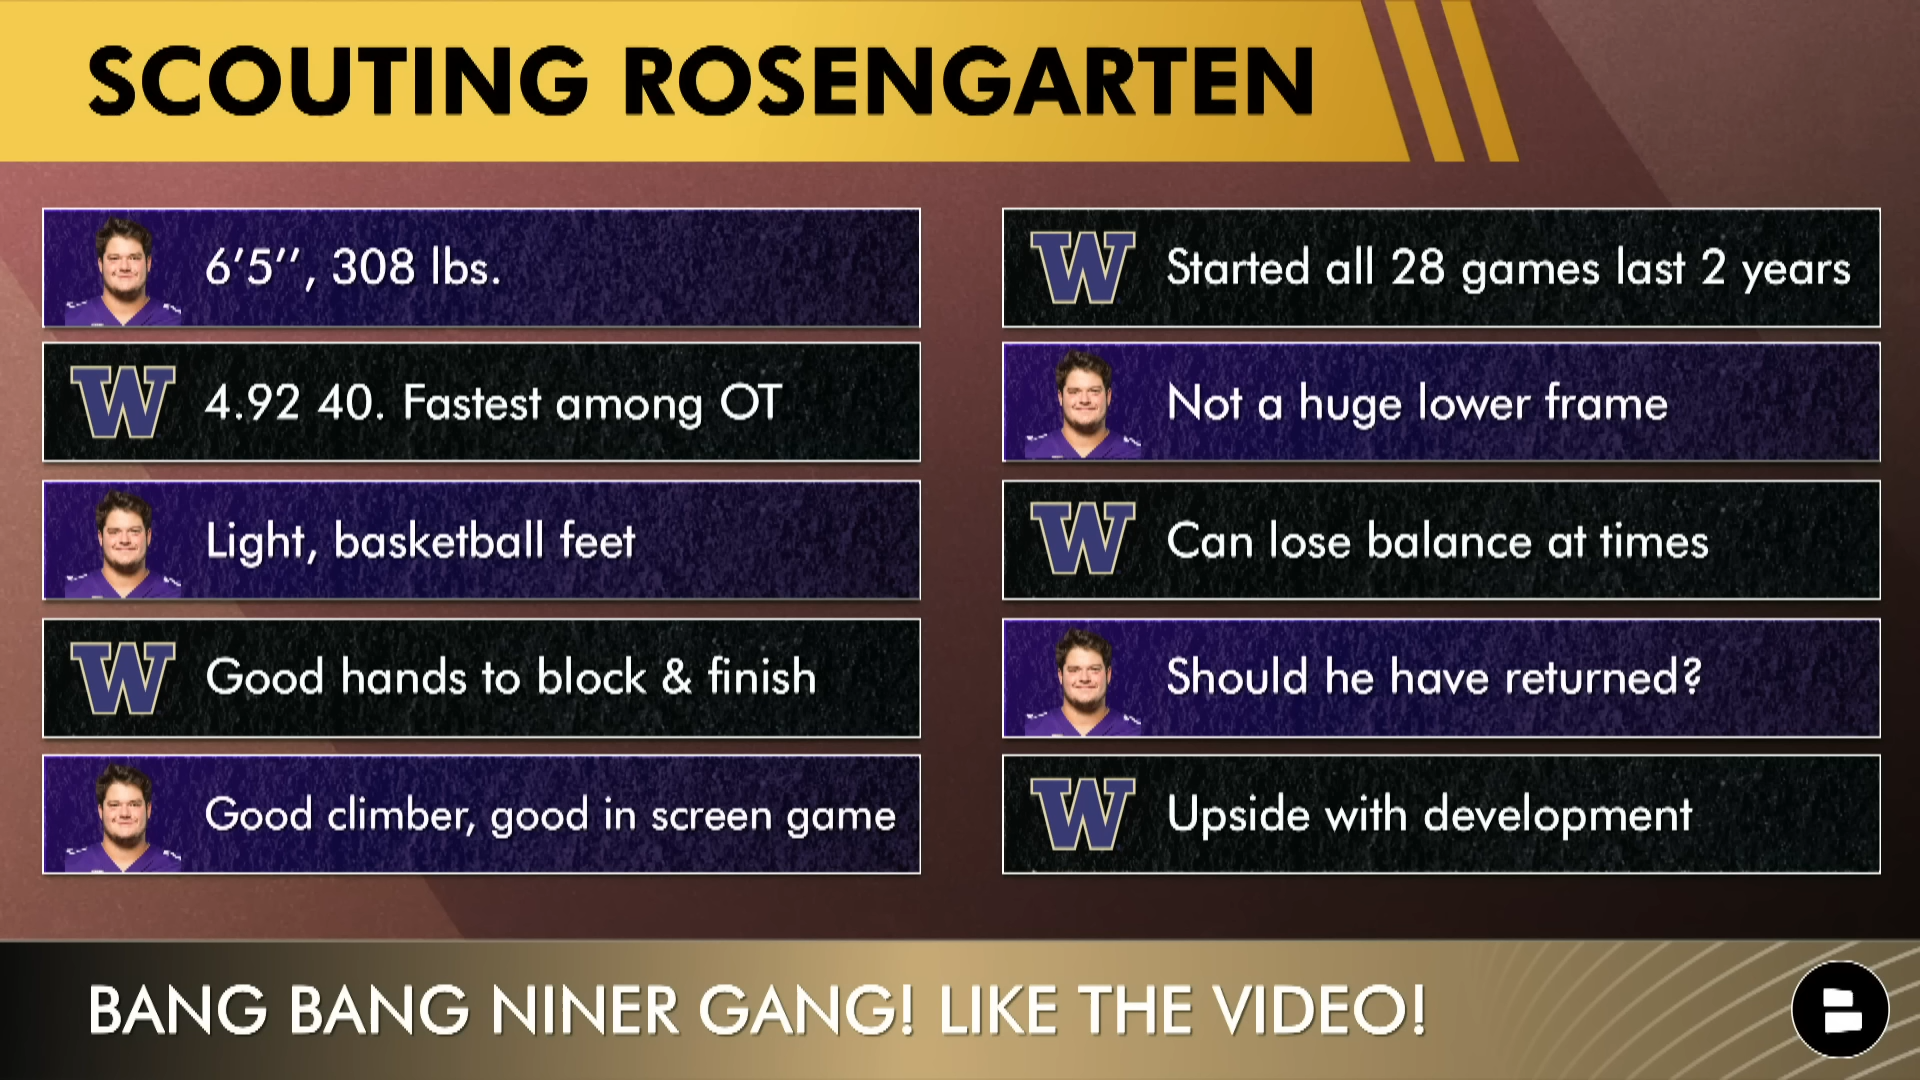 SCOUTING ROSENGARTEN
6’5’’, 308 lbs.
W 4.92 40. Fastest among OT
Light, basketball feet
W Good hands to block & finish
Good climber, good in screen game
W Started all 28 games last 2 years
Not a huge lower frame
W Can lose balance at times
Should he have returned?
W Upside with development
BANG BANG NINER GANG! LIKE THE VIDEO!